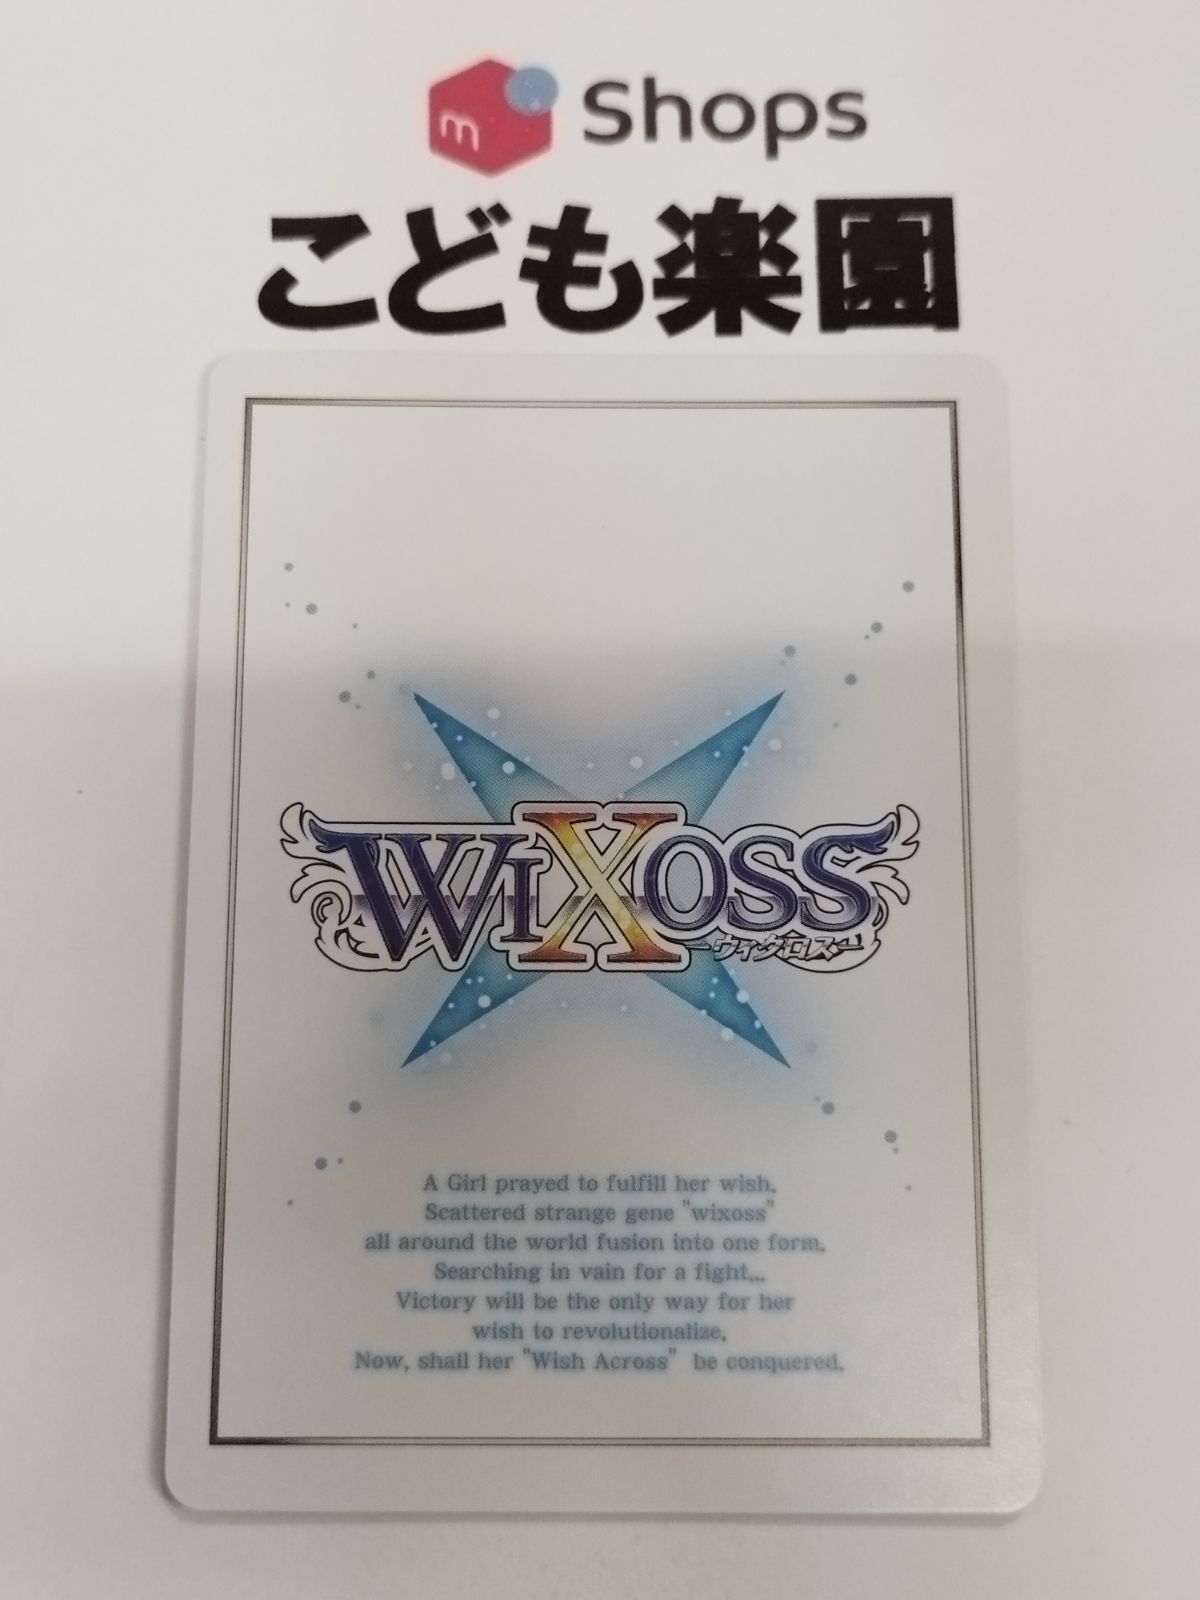 m Shops
こども楽園
WIXOSS
-ウィクロス-
A Girl prayed to fulfill her wish.
Scattered strange gene "wixoss"
all around the world fusion into one form.
Searching in vain for a fight...
Victory will be the only way for her
wish to revolutionalize.
Now, shall her "Wish Across" be conquered.